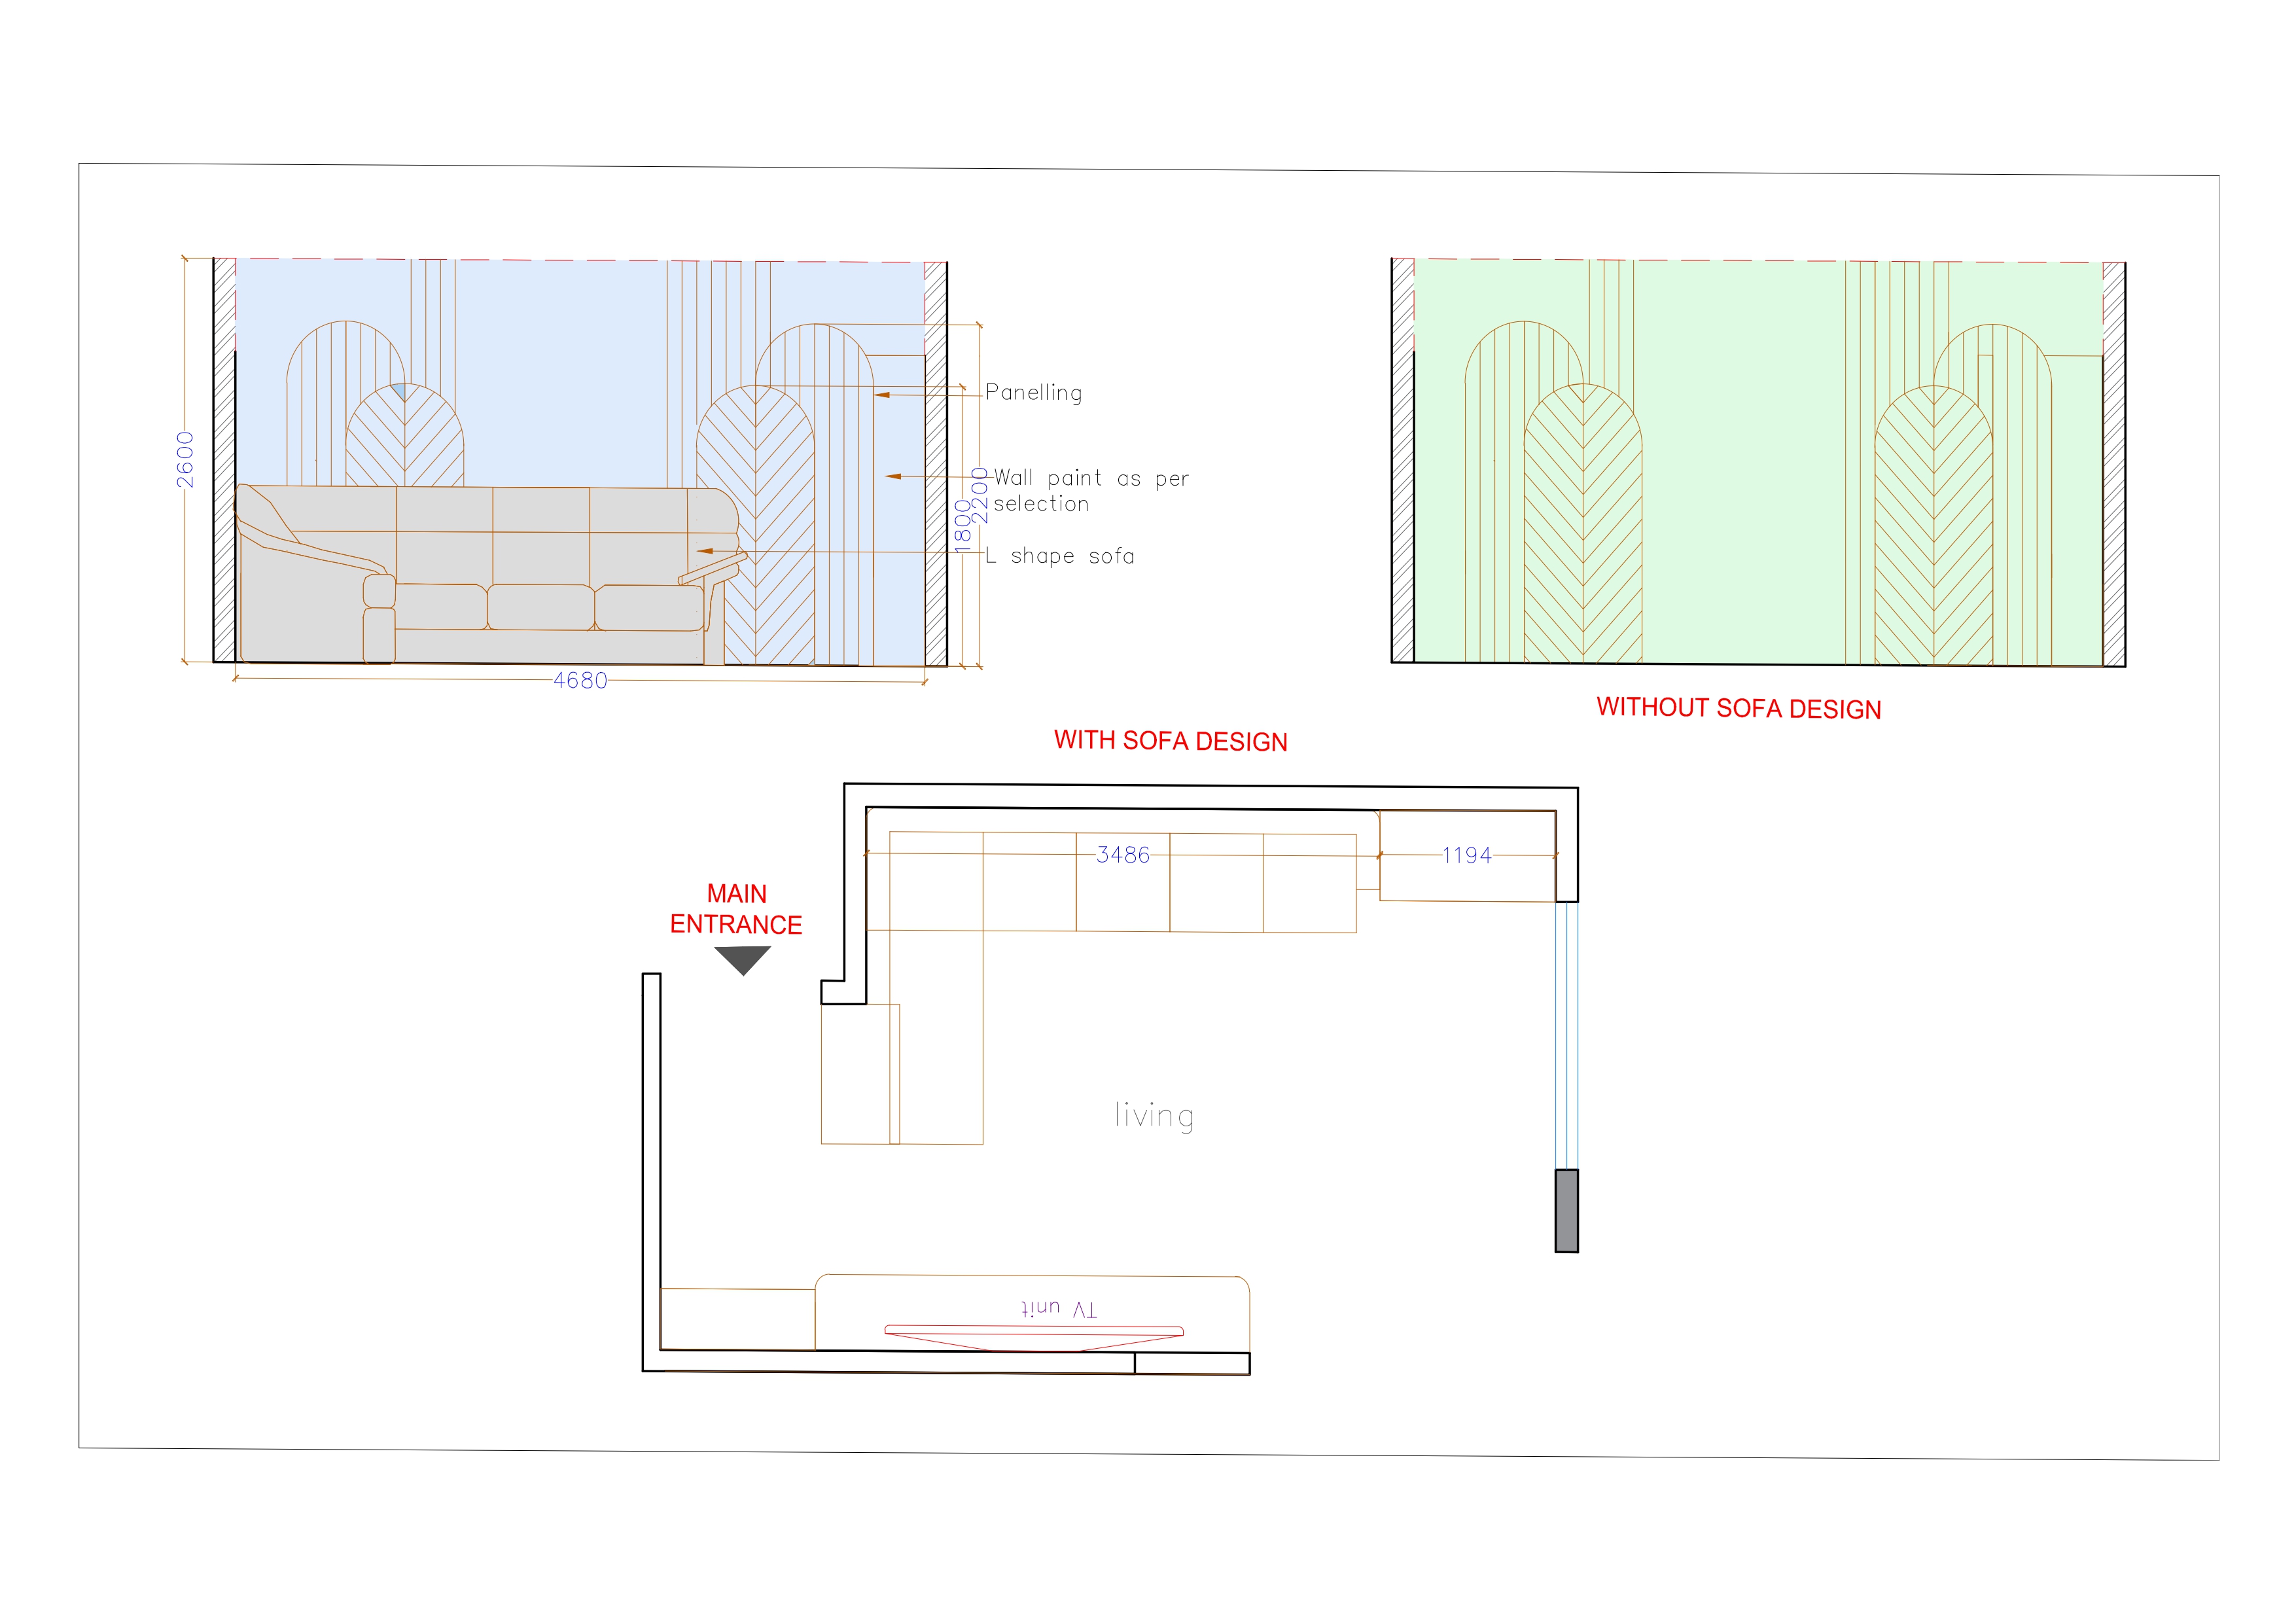 2600
Panelling
Wall paint as per
selection
2200
1800
L shape sofa
4680
WITHOUT SOFA DESIGN
WITH SOFA DESIGN
3486
1194
MAIN
ENTRANCE
living
TV unit